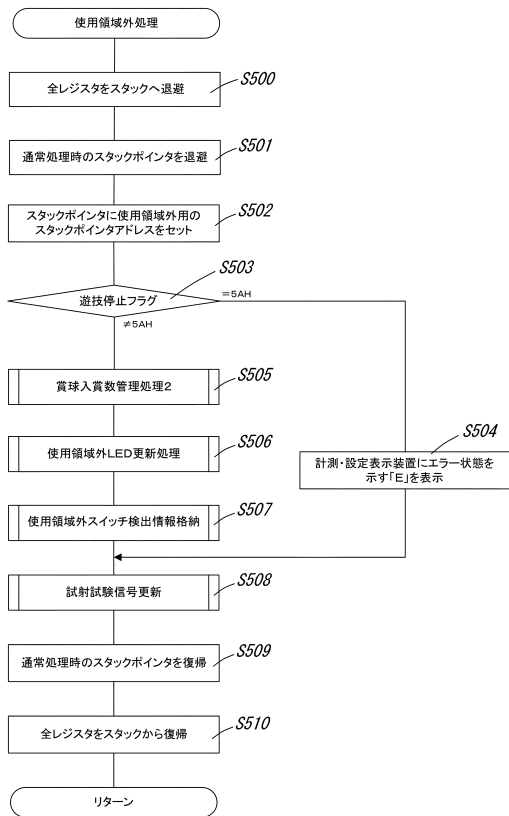 使用領域外処理
全レジスタをスタックへ退避
S500
通常処理時のスタックポインタを退避
S501
スタックポインタに使用領域外用の
スタックポインタアドレスをセット
S502
遊技停止フラグ
S503
=5AH
≠5AH
賞球入賞数管理処理2
S505
使用領域外LED更新処理
S506
計測・設定表示装置にエラー状態を
示す「E」を表示
S504
使用領域外スイッチ検出情報格納
S507
試射試験信号更新
S508
通常処理時のスタックポインタを復帰
S509
全レジスタをスタックから復帰
S510
リターン